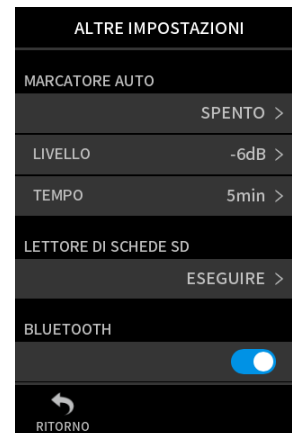 ALTRE IMPOSTAZIONI
MARCATORE AUTO
SPENTO >
LIVELLO -6dB >
TEMPO 5min >
LETTORE DI SCHEDE SD
ESEGUIRE >
BLUETOOTH
RITORNO